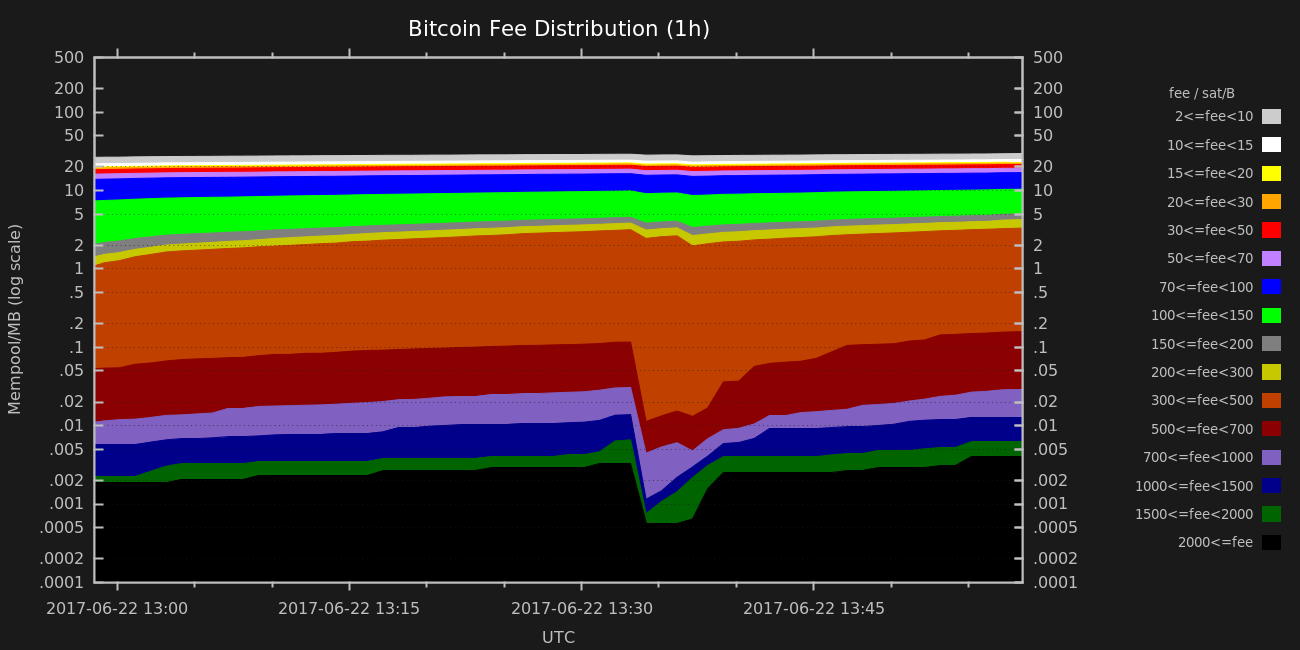 Bitcoin Fee Distribution (1h)
500 500
200 200
100 100
50 50
20 20
10 10
5 5
2 2
1 1
.5 .5
.2 .2
.1 .1
.05 .05
.02 .02
.01 .01
.005 .005
.002 .002
.001 .001
.0005 .0005
.0002 .0002
.0001 .0001
Mempool/MB (log scale)
2017-06-22 13:00 2017-06-22 13:15 2017-06-22 13:30 2017-06-22 13:45
UTC
fee / sat/B
2<=fee<10
10<=fee<15
15<=fee<20
20<=fee<30
30<=fee<50
50<=fee<70
70<=fee<100
100<=fee<150
150<=fee<200
200<=fee<300
300<=fee<500
500<=fee<700
700<=fee<1000
1000<=fee<1500
1500<=fee<2000
2000<=fee